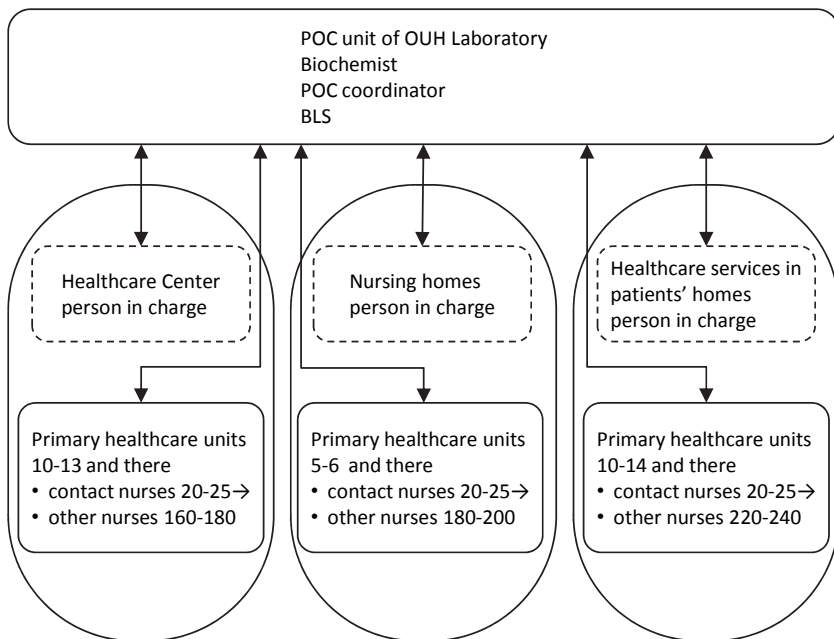 POC unit of OUH Laboratory
Biochemist
POC coordinator
BLS
Healthcare Center
person in charge
Nursing homes
person in charge
Healthcare services in
patients’ homes
person in charge
Primary healthcare units
10-13 and there
• contact nurses 20-25→
• other nurses 160-180
Primary healthcare units
5-6 and there
• contact nurses 20-25→
• other nurses 180-200
Primary healthcare units
10-14 and there
• contact nurses 20-25→
• other nurses 220-240